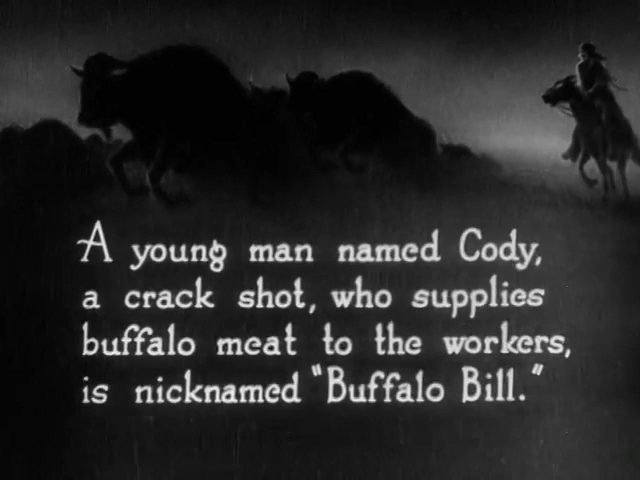 A young man named Cody,
a crack shot, who supplies
buffalo meat to the workers,
is nicknamed "Buffalo Bill."